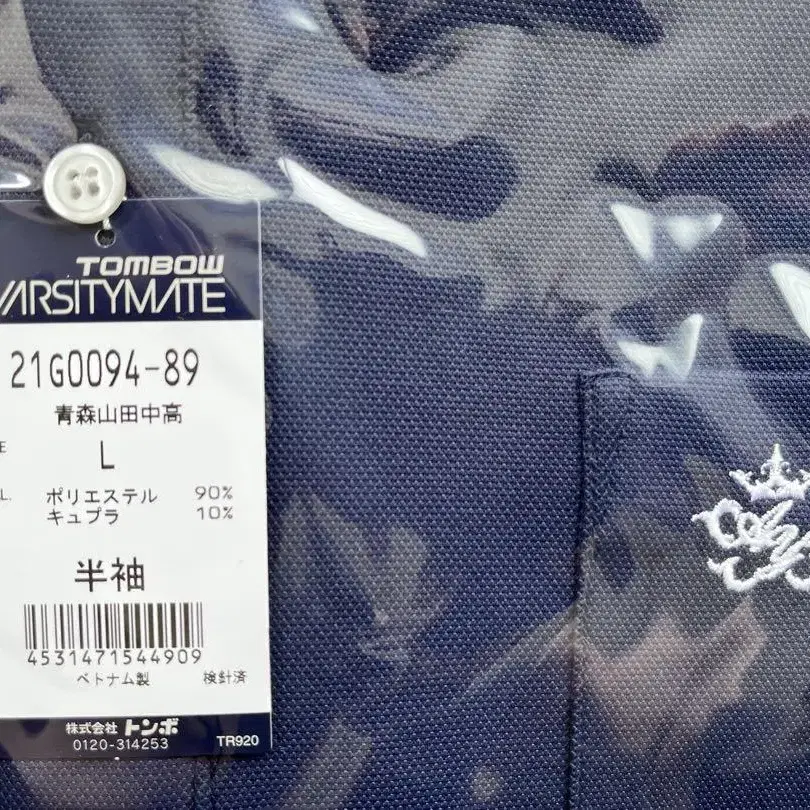 TOMBOW
VARSITYMATE
21G0094-89
青森山田中高
E L
L. ポリエステル 90%
キュプラ 10%
半袖
4531471544909
ベトナム製 検針済
株式会社 トンボ
0120-314253 TR920